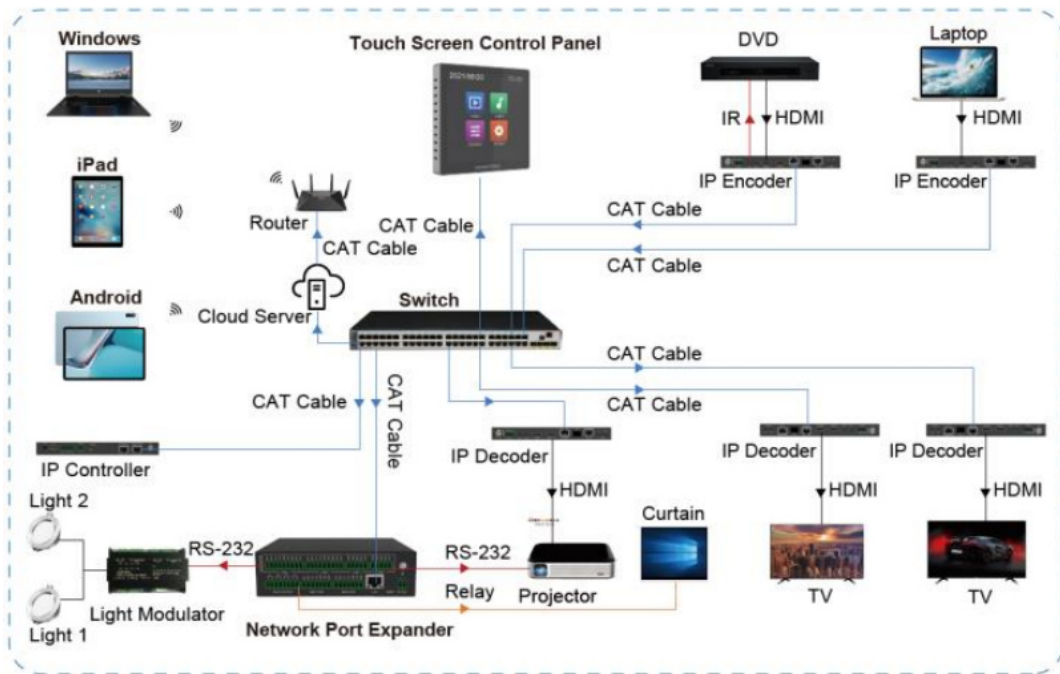 Windows
Touch Screen Control Panel
DVD
Laptop
IR
HDMI
HDMI
iPad
IP Encoder
IP Encoder
Router
CAT Cable
CAT Cable
CAT Cable
CAT Cable
Android
Cloud Server
Switch
CAT Cable
CAT Cable
CAT Cable
CAT Cable
IP Controller
IP Decoder
IP Decoder
IP Decoder
HDMI
HDMI
HDMI
Light 2
Curtain
RS-232
RS-232
Light Modulator
Relay
Projector
TV
TV
Light 1
Network Port Expander